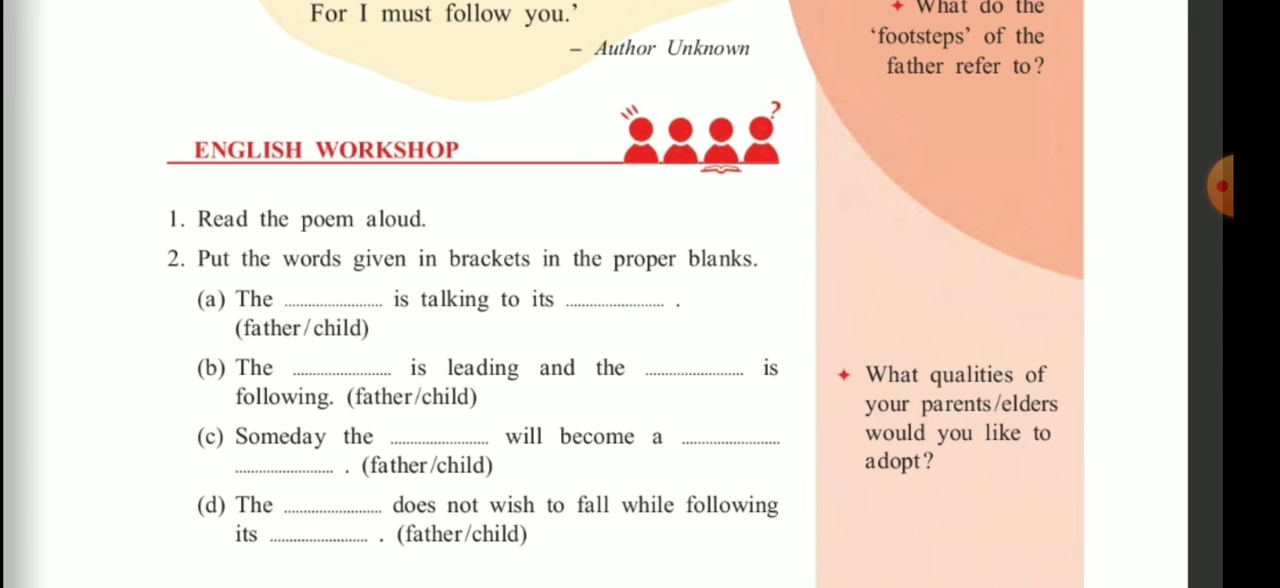 For I must follow you.’
– Author Unknown
✦ What do the
‘footsteps’ of the
father refer to?
?
ENGLISH WORKSHOP
1. Read the poem aloud.
2. Put the words given in brackets in the proper blanks.
(a) The ........................ is talking to its ........................ .
(father/child)
(b) The ........................ is leading and the ........................ is
following. (father/child)
(c) Someday the ........................ will become a ........................
........................ . (father/child)
(d) The ........................ does not wish to fall while following
its ........................ . (father/child)
✦ What qualities of
your parents/elders
would you like to
adopt?